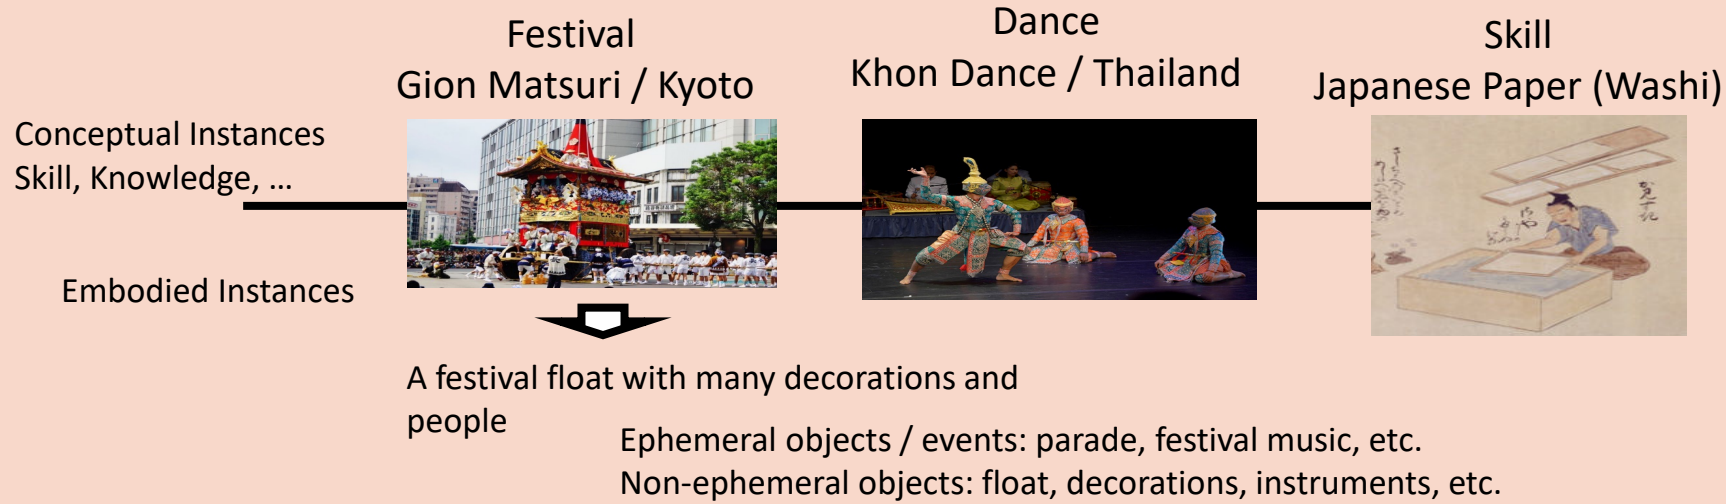 Festival
Gion Matsuri / Kyoto
Dance
Khon Dance / Thailand
Skill
Japanese Paper (Washi)
Conceptual Instances
Skill, Knowledge, ...
Embodied Instances
A festival float with many decorations and
people
Ephemeral objects / events: parade, festival music, etc.
Non-ephemeral objects: float, decorations, instruments, etc.